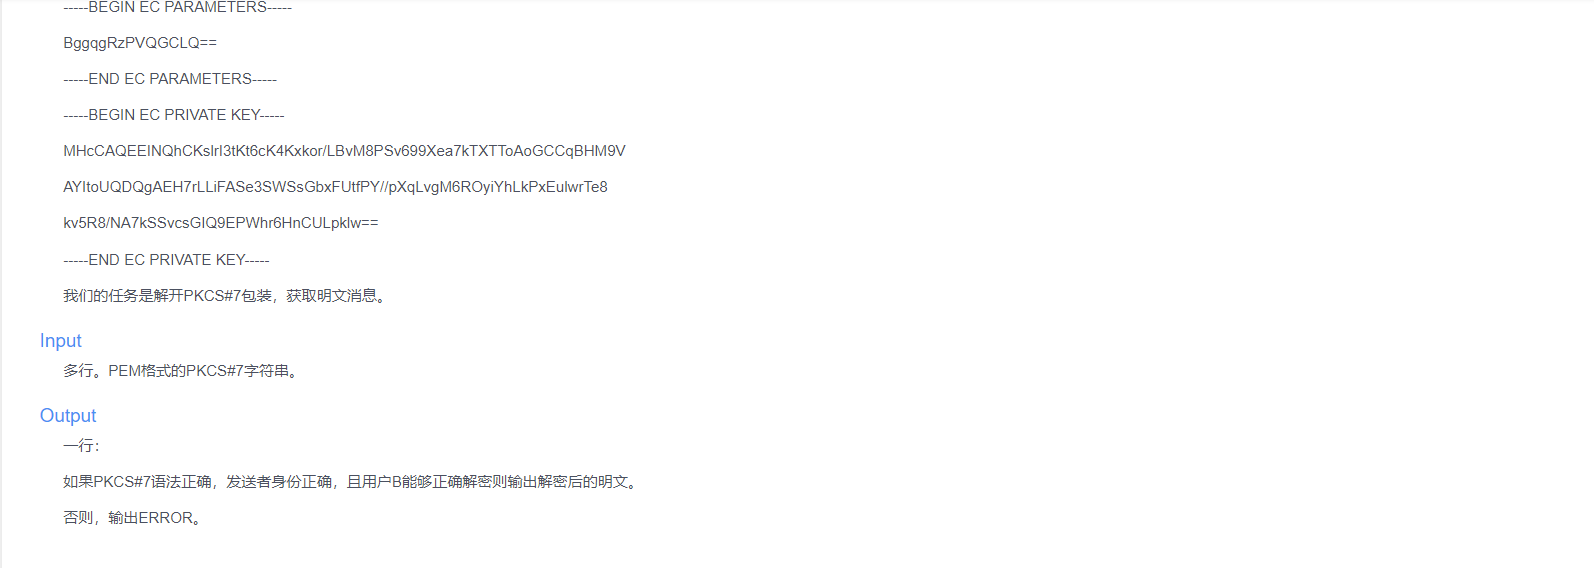 -----BEGIN EC PARAMETERS-----
BggqgRzPVQGCLQ==
-----END EC PARAMETERS-----
-----BEGIN EC PRIVATE KEY-----
MHcCAQEEINQhCKslrI3tKt6cK4Kxkor/LBvM8PSv699Xea7kTXTToAoGCCqBHM9V
AYItoUQDQgAEH7rLLiFASe3SWSsGbxFUtfPY//pXqLvgM6ROyiYhLkPxEulwrTe8
kv5R8/NA7kSSvcsGIQ9EPWhr6HnCULpklw==
-----END EC PRIVATE KEY-----
我们的任务是解开PKCS#7包装，获取明文消息。
Input
多行。PEM格式的PKCS#7字符串。
Output
一行：
如果PKCS#7语法正确，发送者身份正确，且用户B能够正确解密则输出解密后的明文。
否则，输出ERROR。